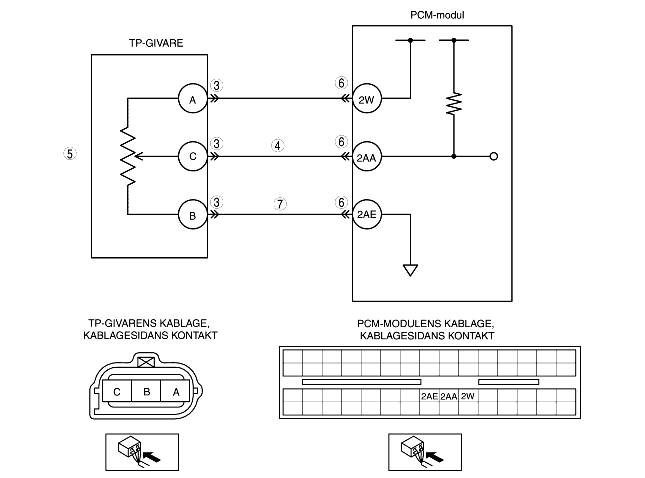 PCM-modul
TP-GIVARE
A 3 6 2W
5 C 3 4 6 2AA
B 3 7 6 2AE
TP-GIVARENS KABLAGE,
KABLAGESIDANS KONTAKT
PCM-MODULENS KABLAGE,
KABLAGESIDANS KONTAKT
C B A
2AE 2AA 2W